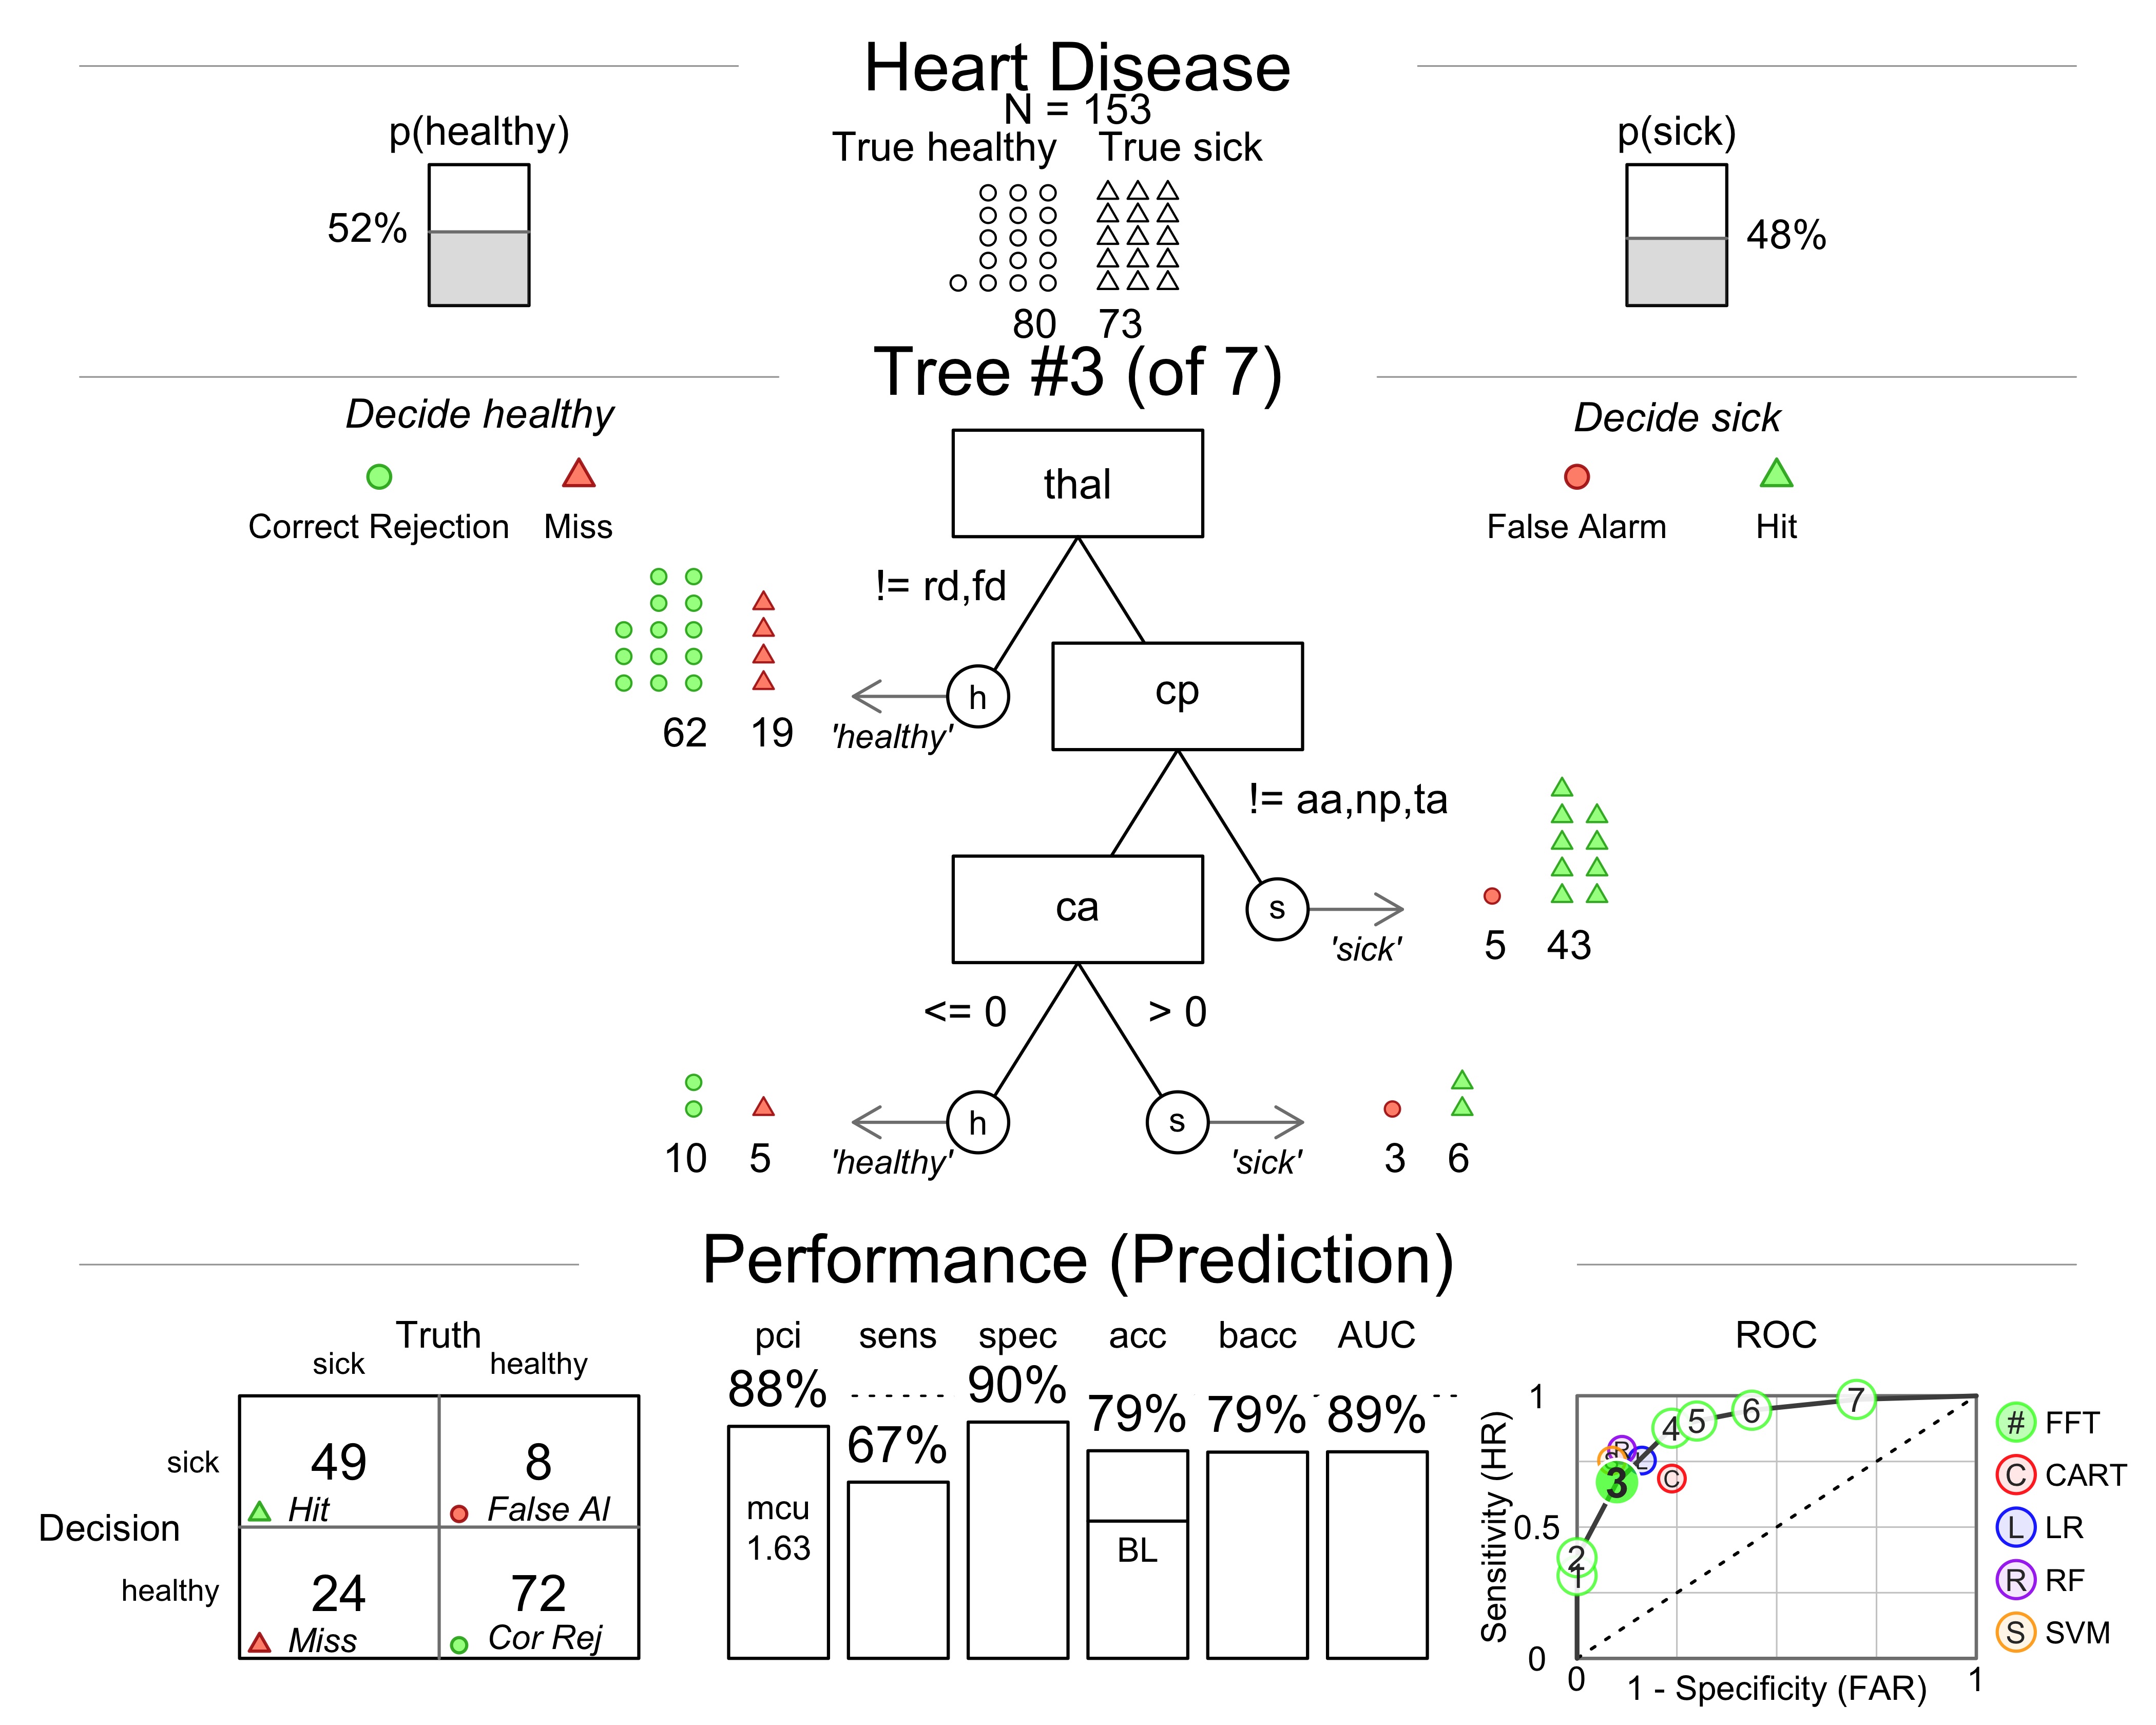 Heart Disease
N = 153
p(healthy)
True healthy True sick
p(sick)
52%
48%
80 73
Tree #3 (of 7)
Decide healthy
Decide sick
Correct Rejection Miss
False Alarm Hit
thal
!= rd,fd
h
'healthy'
62 19
cp
!= aa,np,ta
s
'sick'
5 43
ca
<= 0
> 0
h
'healthy'
10 5
s
'sick'
3 6
Performance (Prediction)
Truth
sick healthy
Decision
sick
49
Hit
8
False Al
healthy
24
Miss
72
Cor Rej
pci sens spec acc bacc AUC
88% 67% 90% 79% 79% 89%
mcu
1.63
BL
ROC
Sensitivity (HR)
1
0.5
0
0 1
1 - Specificity (FAR)
1
2
3
4
5
6
7
R
S
L
C
# FFT
C CART
L LR
R RF
S SVM